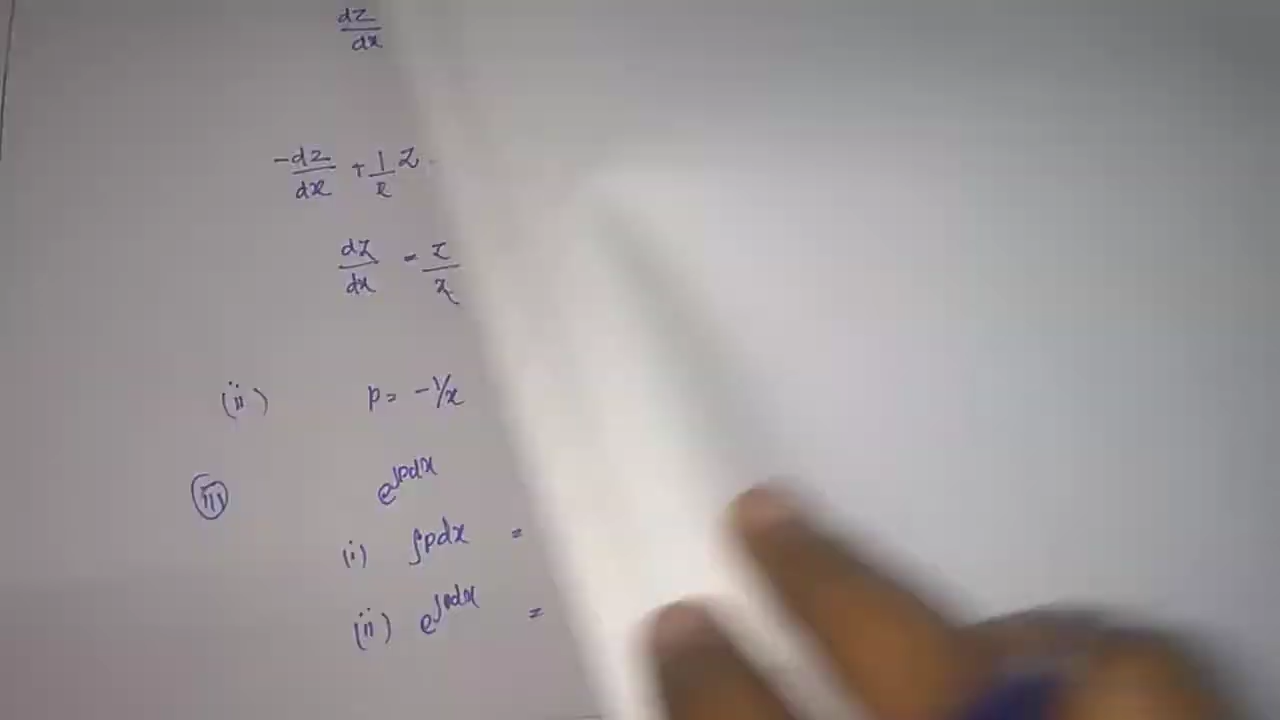 dz/dx
-dz/dx + 1/x z
dz/dx - z/x
(ii) p = -1/x
(iii) e^∫pdx
(i) ∫pdx =
(ii) e^∫pdx =